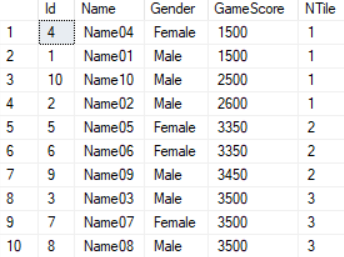 Id Name Gender GameScore NTile
1 4 Name04 Female 1500 1
2 1 Name01 Male 1500 1
3 10 Name10 Male 2500 1
4 2 Name02 Male 2600 1
5 5 Name05 Female 3350 2
6 6 Name06 Female 3350 2
7 9 Name09 Male 3450 2
8 3 Name03 Male 3500 3
9 7 Name07 Female 3500 3
10 8 Name08 Male 3500 3